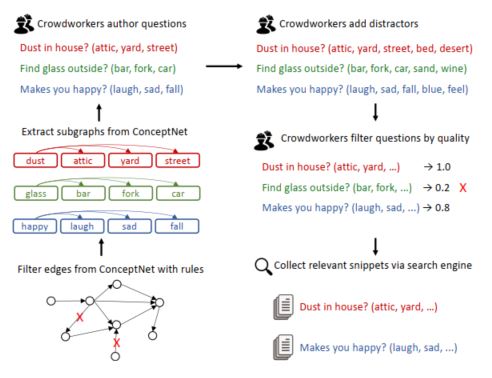 Crowdworkers author questions
Dust in house? (attic, yard, street)
Find glass outside? (bar, fork, car)
Makes you happy? (laugh, sad, fall)
Extract subgraphs from ConceptNet
dust attic yard street
glass bar fork car
happy laugh sad fall
Filter edges from ConceptNet with rules
X
X
Crowdworkers add distractors
Dust in house? (attic, yard, street, bed, desert)
Find glass outside? (bar, fork, car, sand, wine)
Makes you happy? (laugh, sad, fall, blue, feel)
Crowdworkers filter questions by quality
Dust in house? (attic, yard, …) → 1.0
Find glass outside? (bar, fork, ...) → 0.2 X
Makes you happy? (laugh, sad, ...) → 0.8
Collect relevant snippets via search engine
Dust in house? (attic, yard, …)
Makes you happy? (laugh, sad, ...)